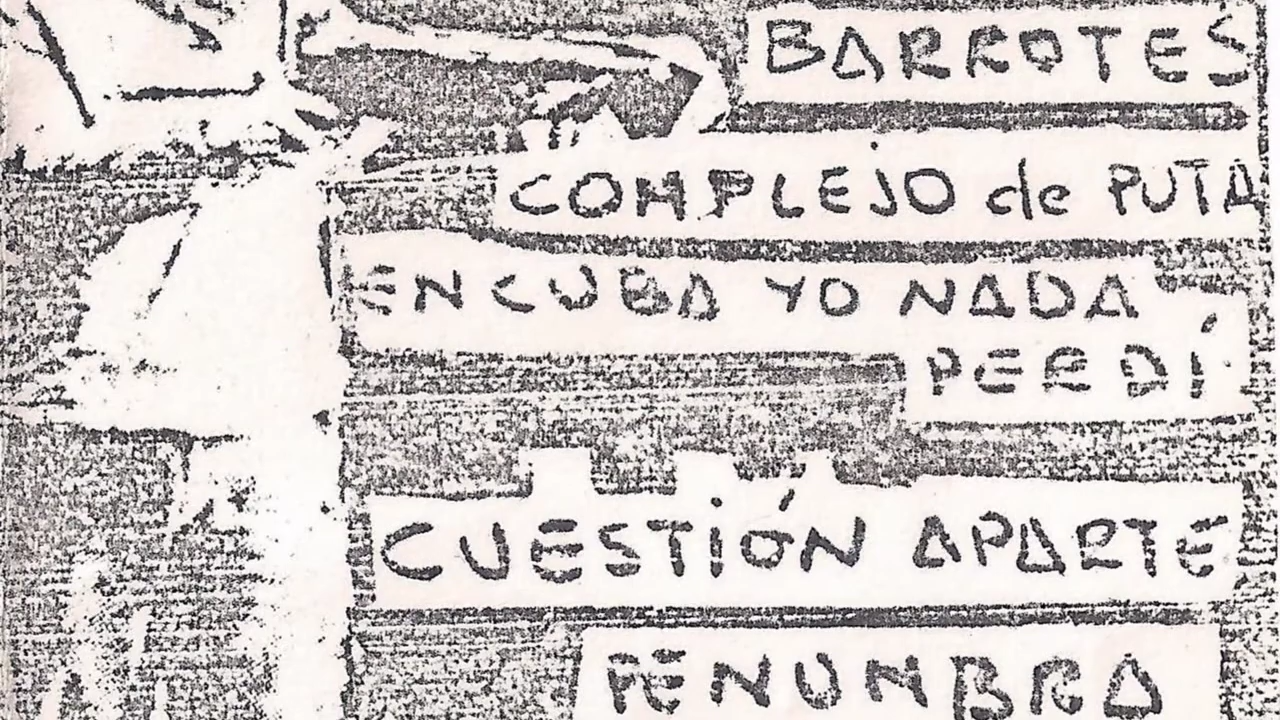 BARROTES
COMPLEJO de PUTA
EN CUBA YO NADA
PERDÍ
CUESTIÓN APARTE
PENUMBRA